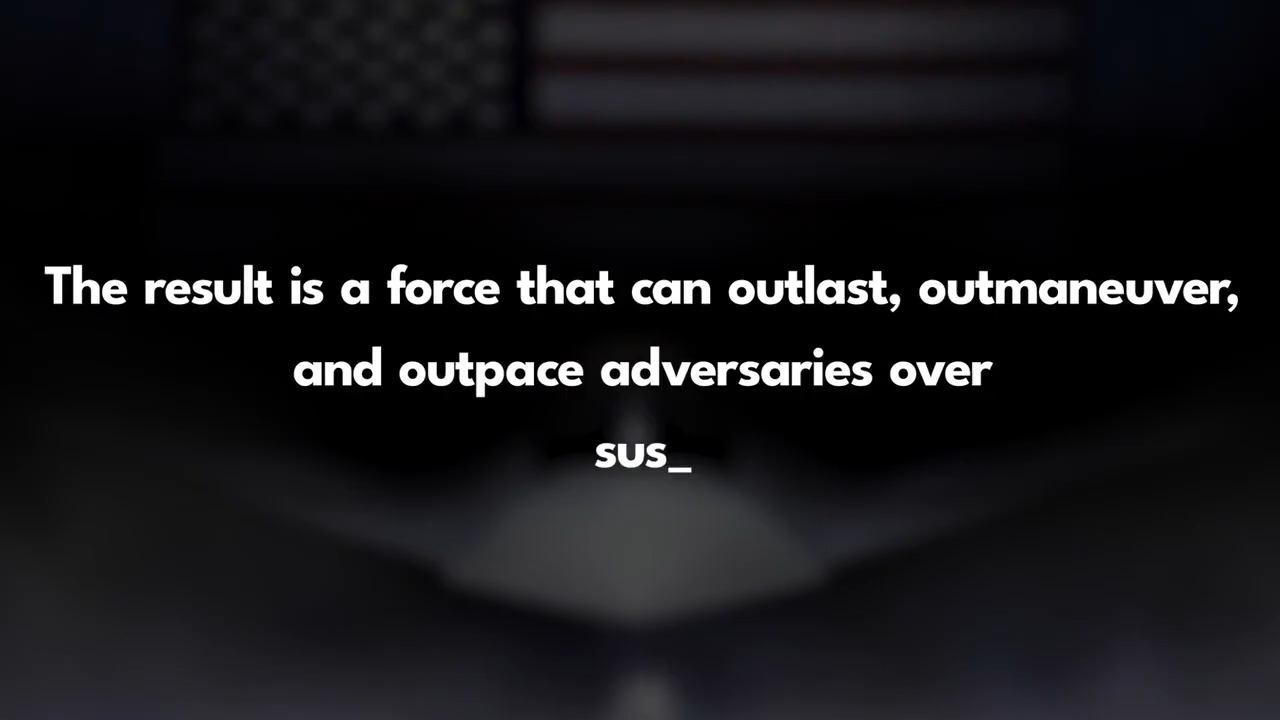 The result is a force that can outlast, outmaneuver,
and outpace adversaries over
sus_